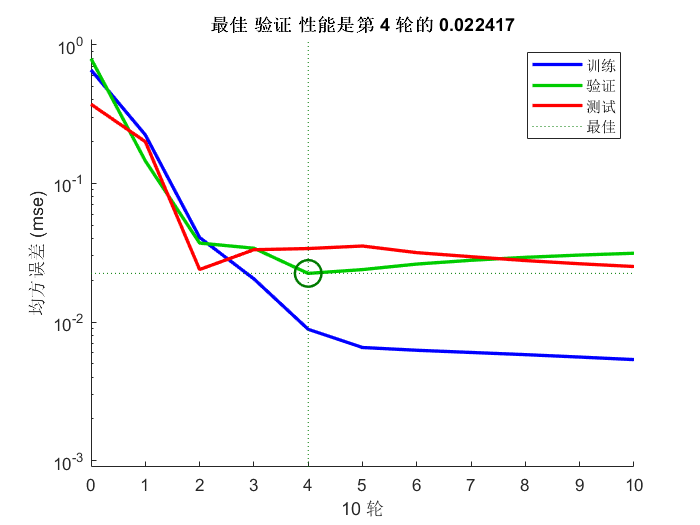 最佳 验证 性能是第 4 轮的 0.022417
10^0
10^-1
10^-2
10^-3
均方误差 (mse)
训练
验证
测试
最佳
0 1 2 3 4 5 6 7 8 9 10
10 轮